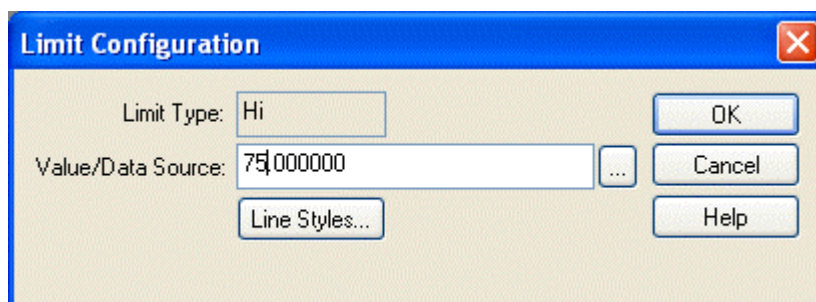 Limit Configuration
Limit Type: Hi OK
Value/Data Source: 75.000000 ... Cancel
Line Styles... Help